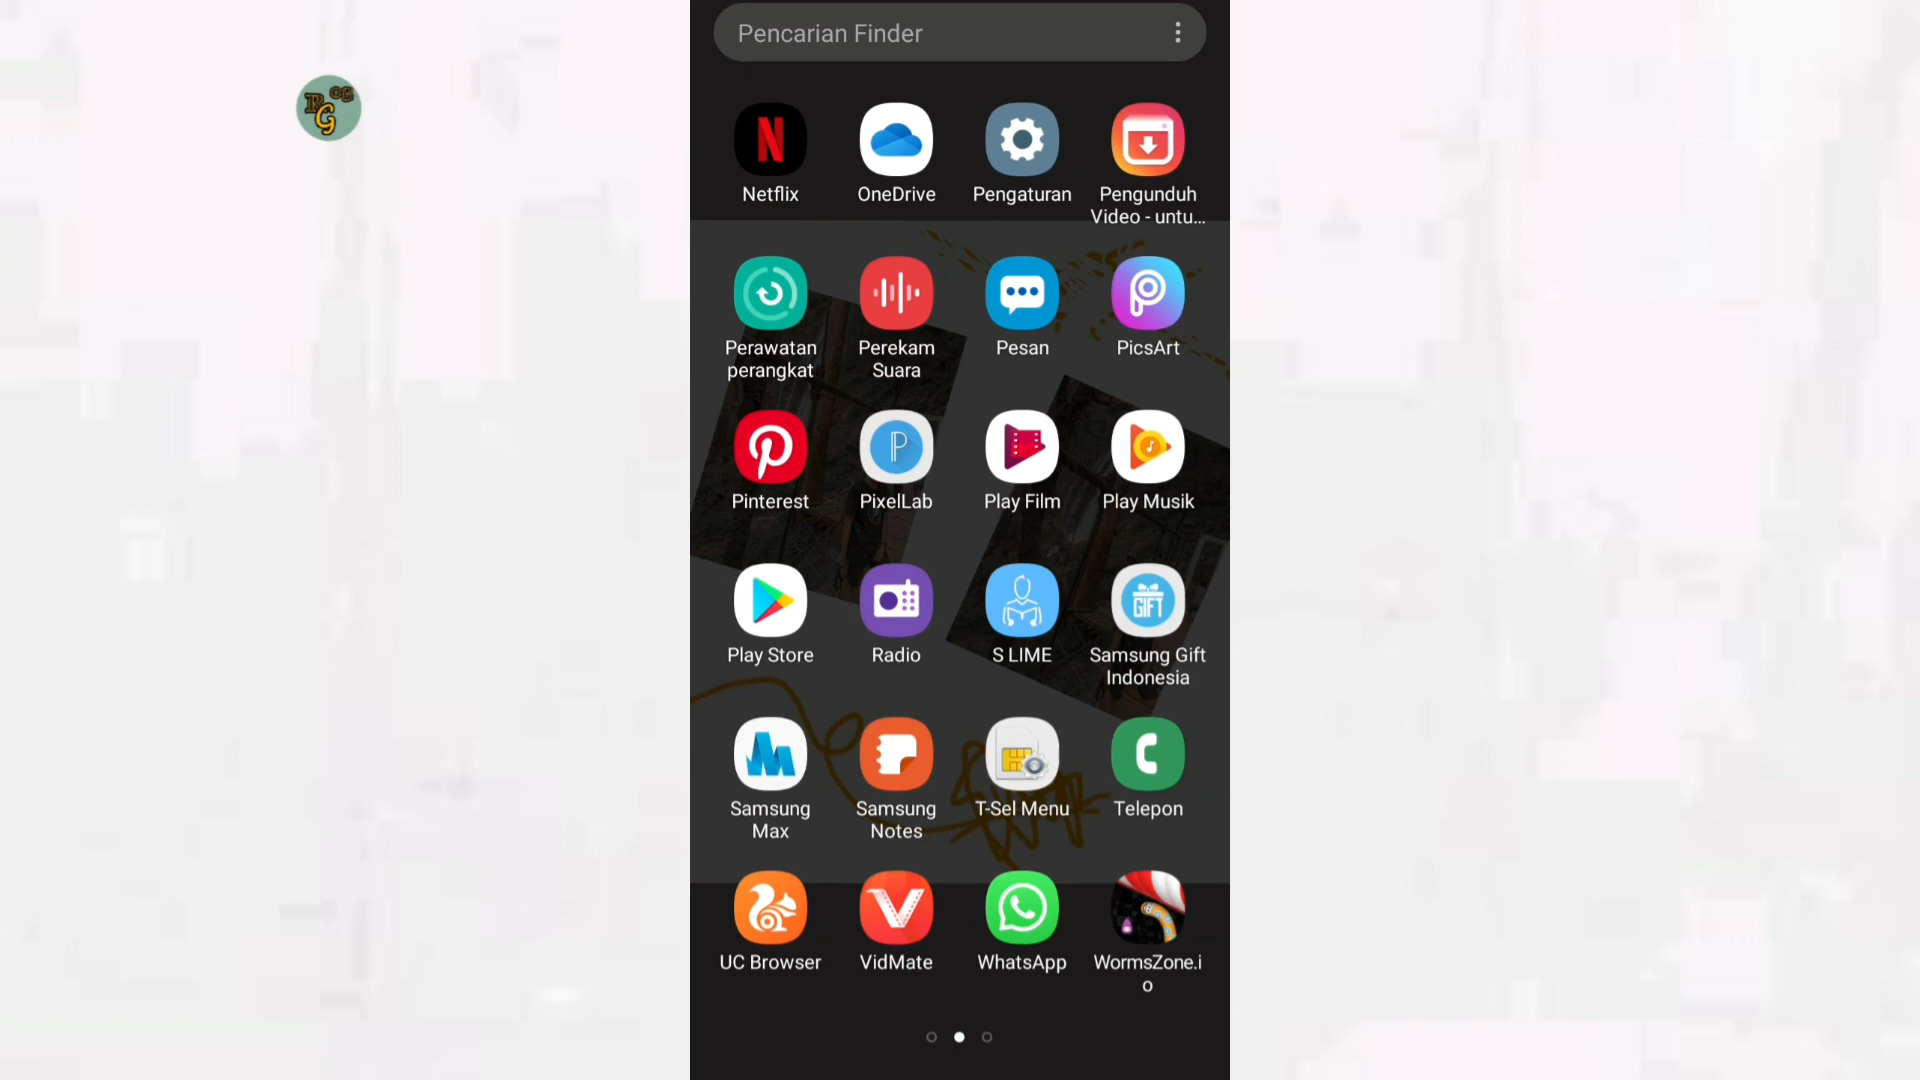 Pencarian Finder
Netflix
OneDrive
Pengaturan
Pengunduh
Video - untu...
Perawatan
perangkat
Perekam
Suara
Pesan
PicsArt
Pinterest
PixelLab
Play Film
Play Musik
Play Store
Radio
S LIME
GIFT
Samsung Gift
Indonesia
Samsung
Max
Samsung
Notes
T-Sel Menu
Telepon
UC Browser
VidMate
WhatsApp
WormsZone.i
o